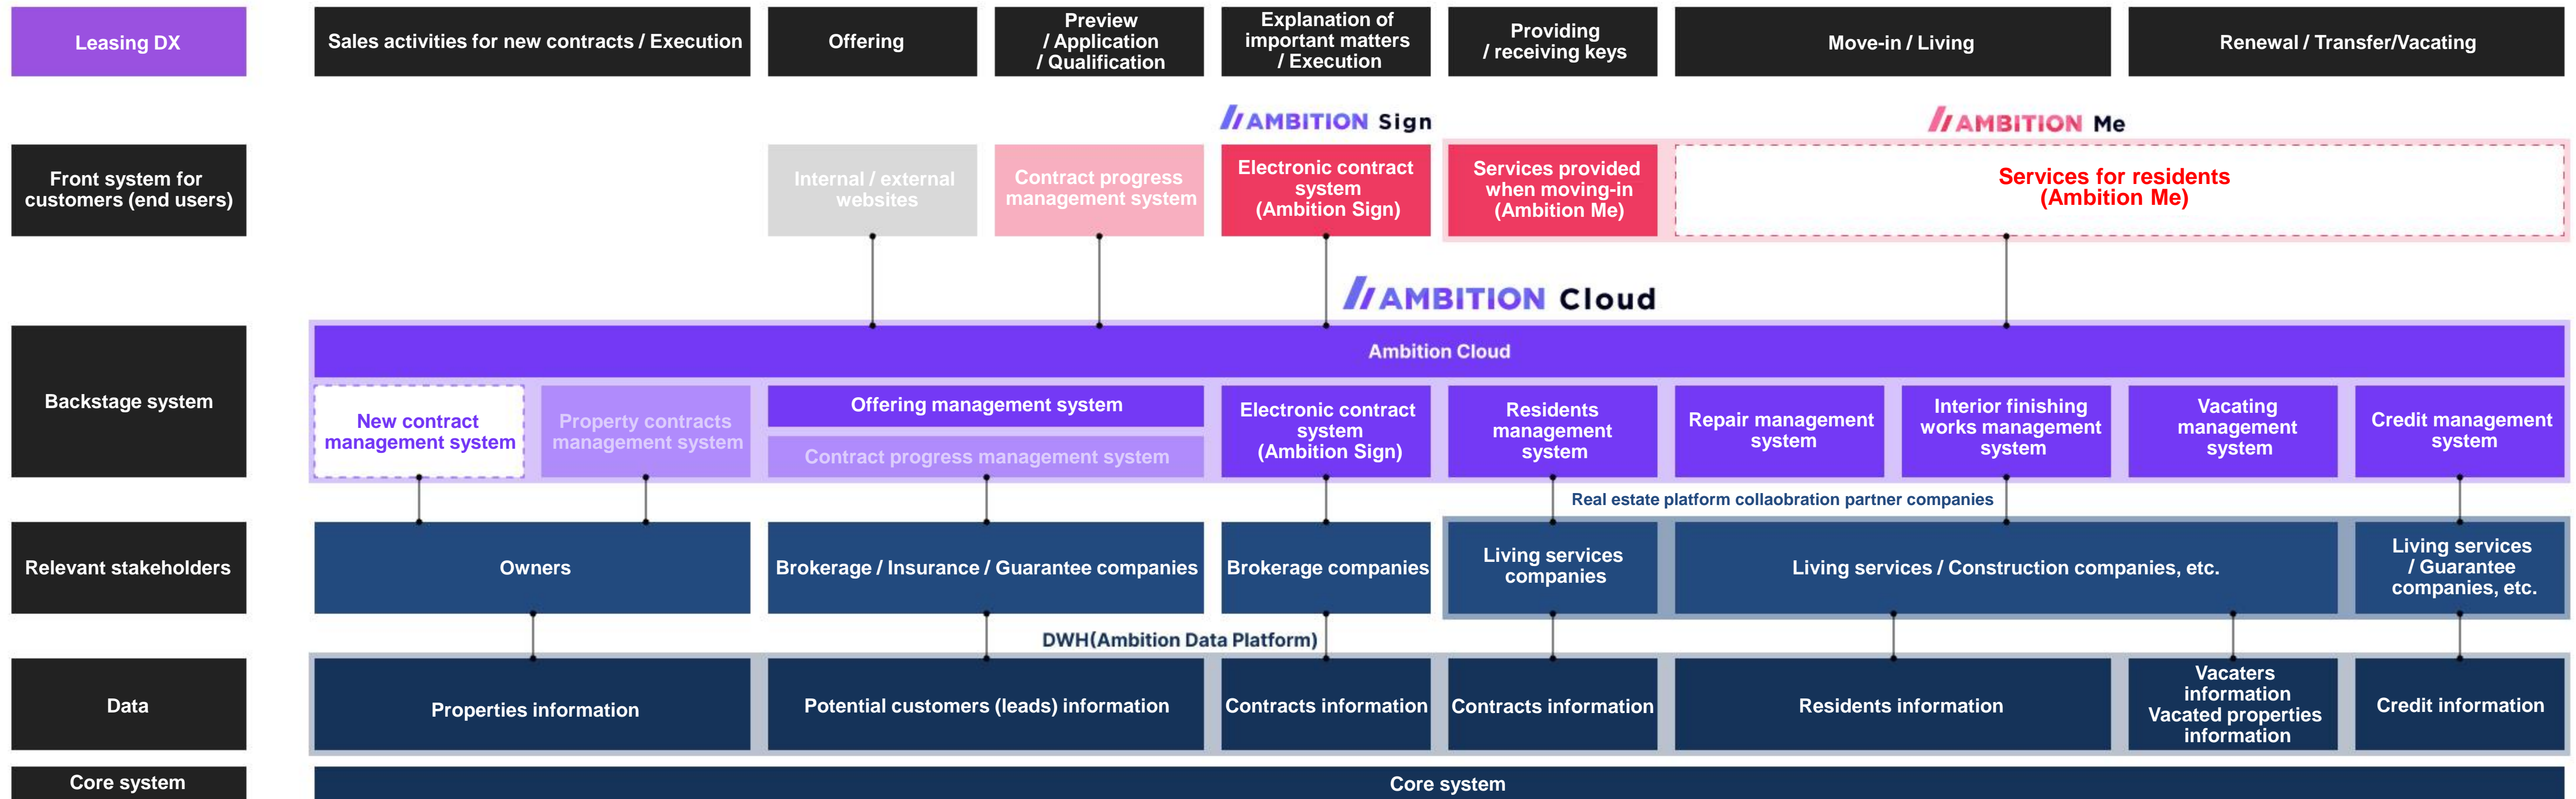 Leasing DX
Sales activities for new contracts / Execution
Offering
Preview
/ Application
/ Qualification
Explanation of
important matters
/ Execution
Providing
/ receiving keys
Move-in / Living
Renewal / Transfer/Vacating
AMBITION Sign
AMBITION Me
Front system for
customers (end users)
Internal / external
websites
Contract progress
management system
Electronic contract
system
(Ambition Sign)
Services provided
when moving-in
(Ambition Me)
Services for residents
(Ambition Me)
AMBITION Cloud
Backstage system
Ambition Cloud
New contract
management system
Property contracts
management system
Offering management system
Contract progress management system
Electronic contract
system
(Ambition Sign)
Residents
management
system
Repair management
system
Interior finishing
works management
system
Vacating
management
system
Credit management
system
Real estate platform collaobration partner companies
Relevant stakeholders
Owners
Brokerage / Insurance / Guarantee companies
Brokerage companies
Living services
companies
Living services / Construction companies, etc.
Living services
/ Guarantee
companies, etc.
DWH(Ambition Data Platform)
Data
Properties information
Potential customers (leads) information
Contracts information
Contracts information
Residents information
Vacaters
information
Vacated properties
information
Credit information
Core system
Core system